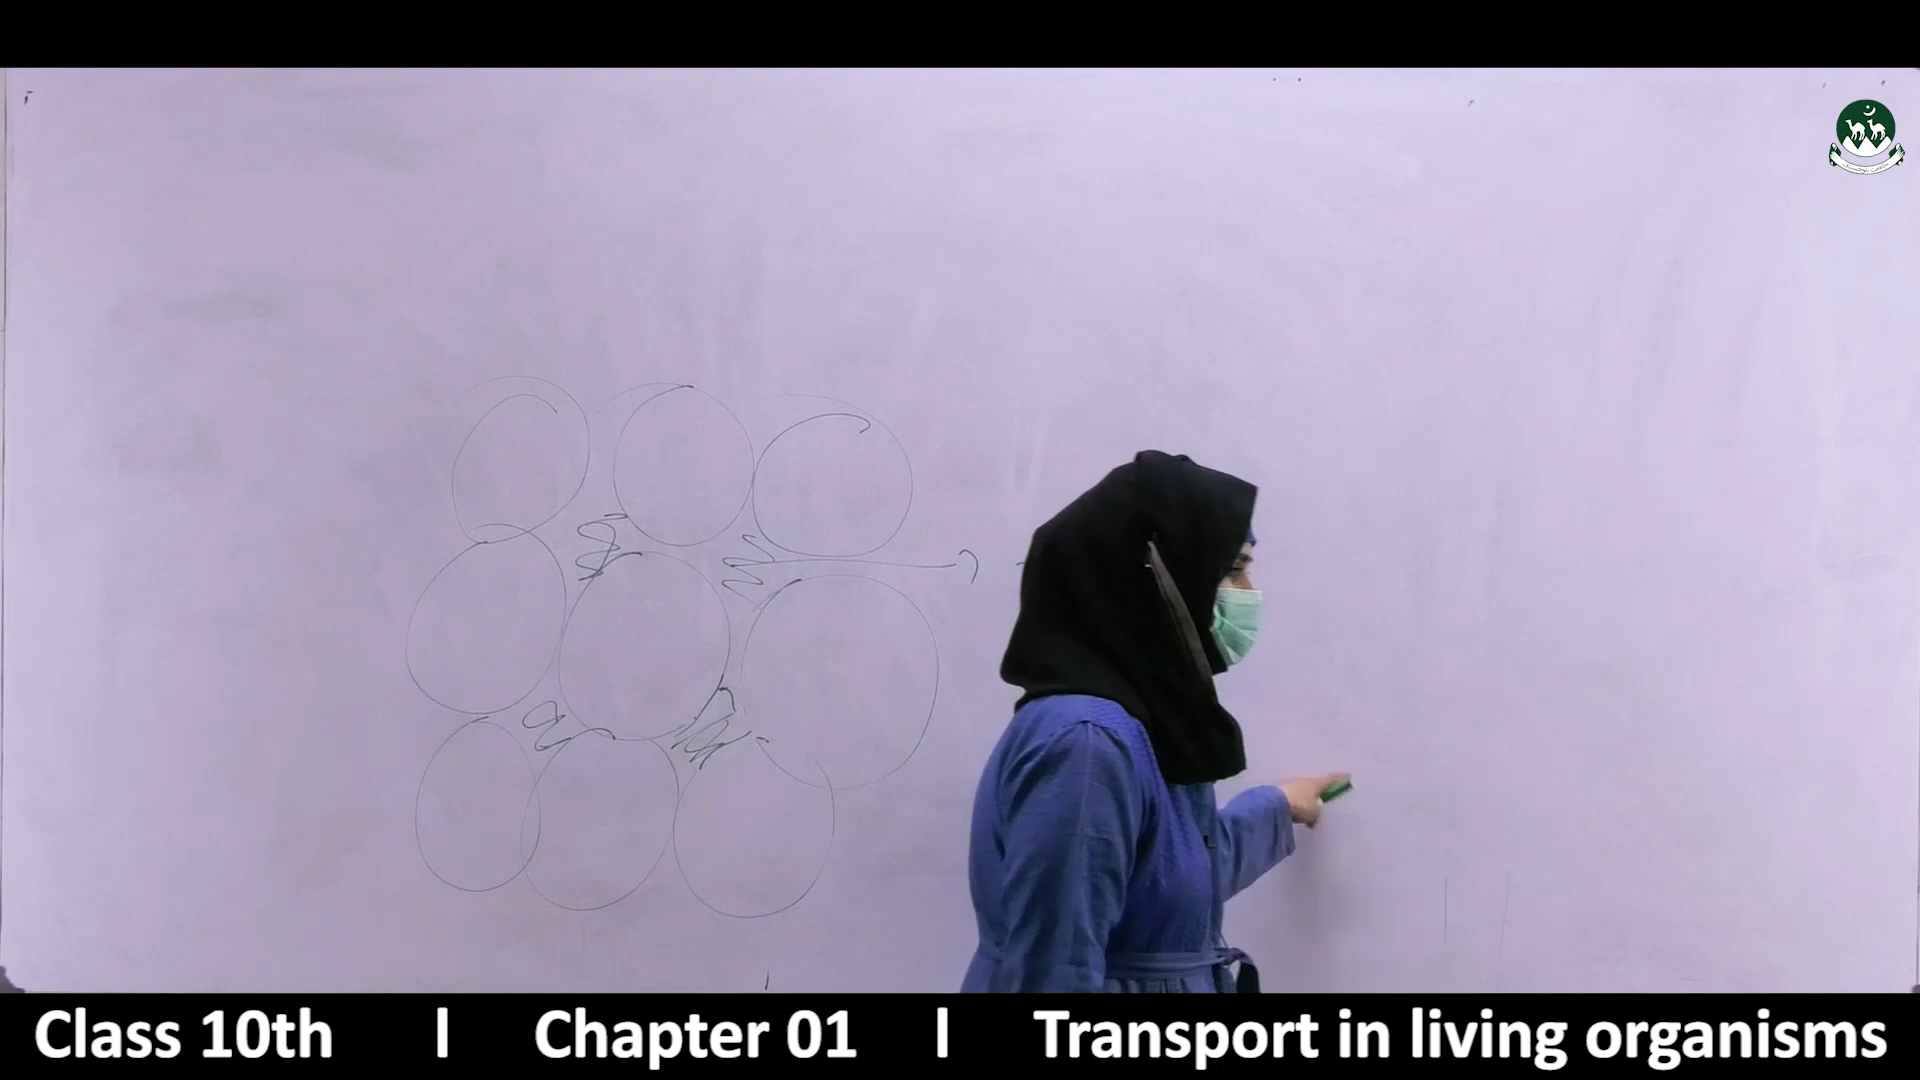 Class 10th | Chapter 01 | Transport in living organisms